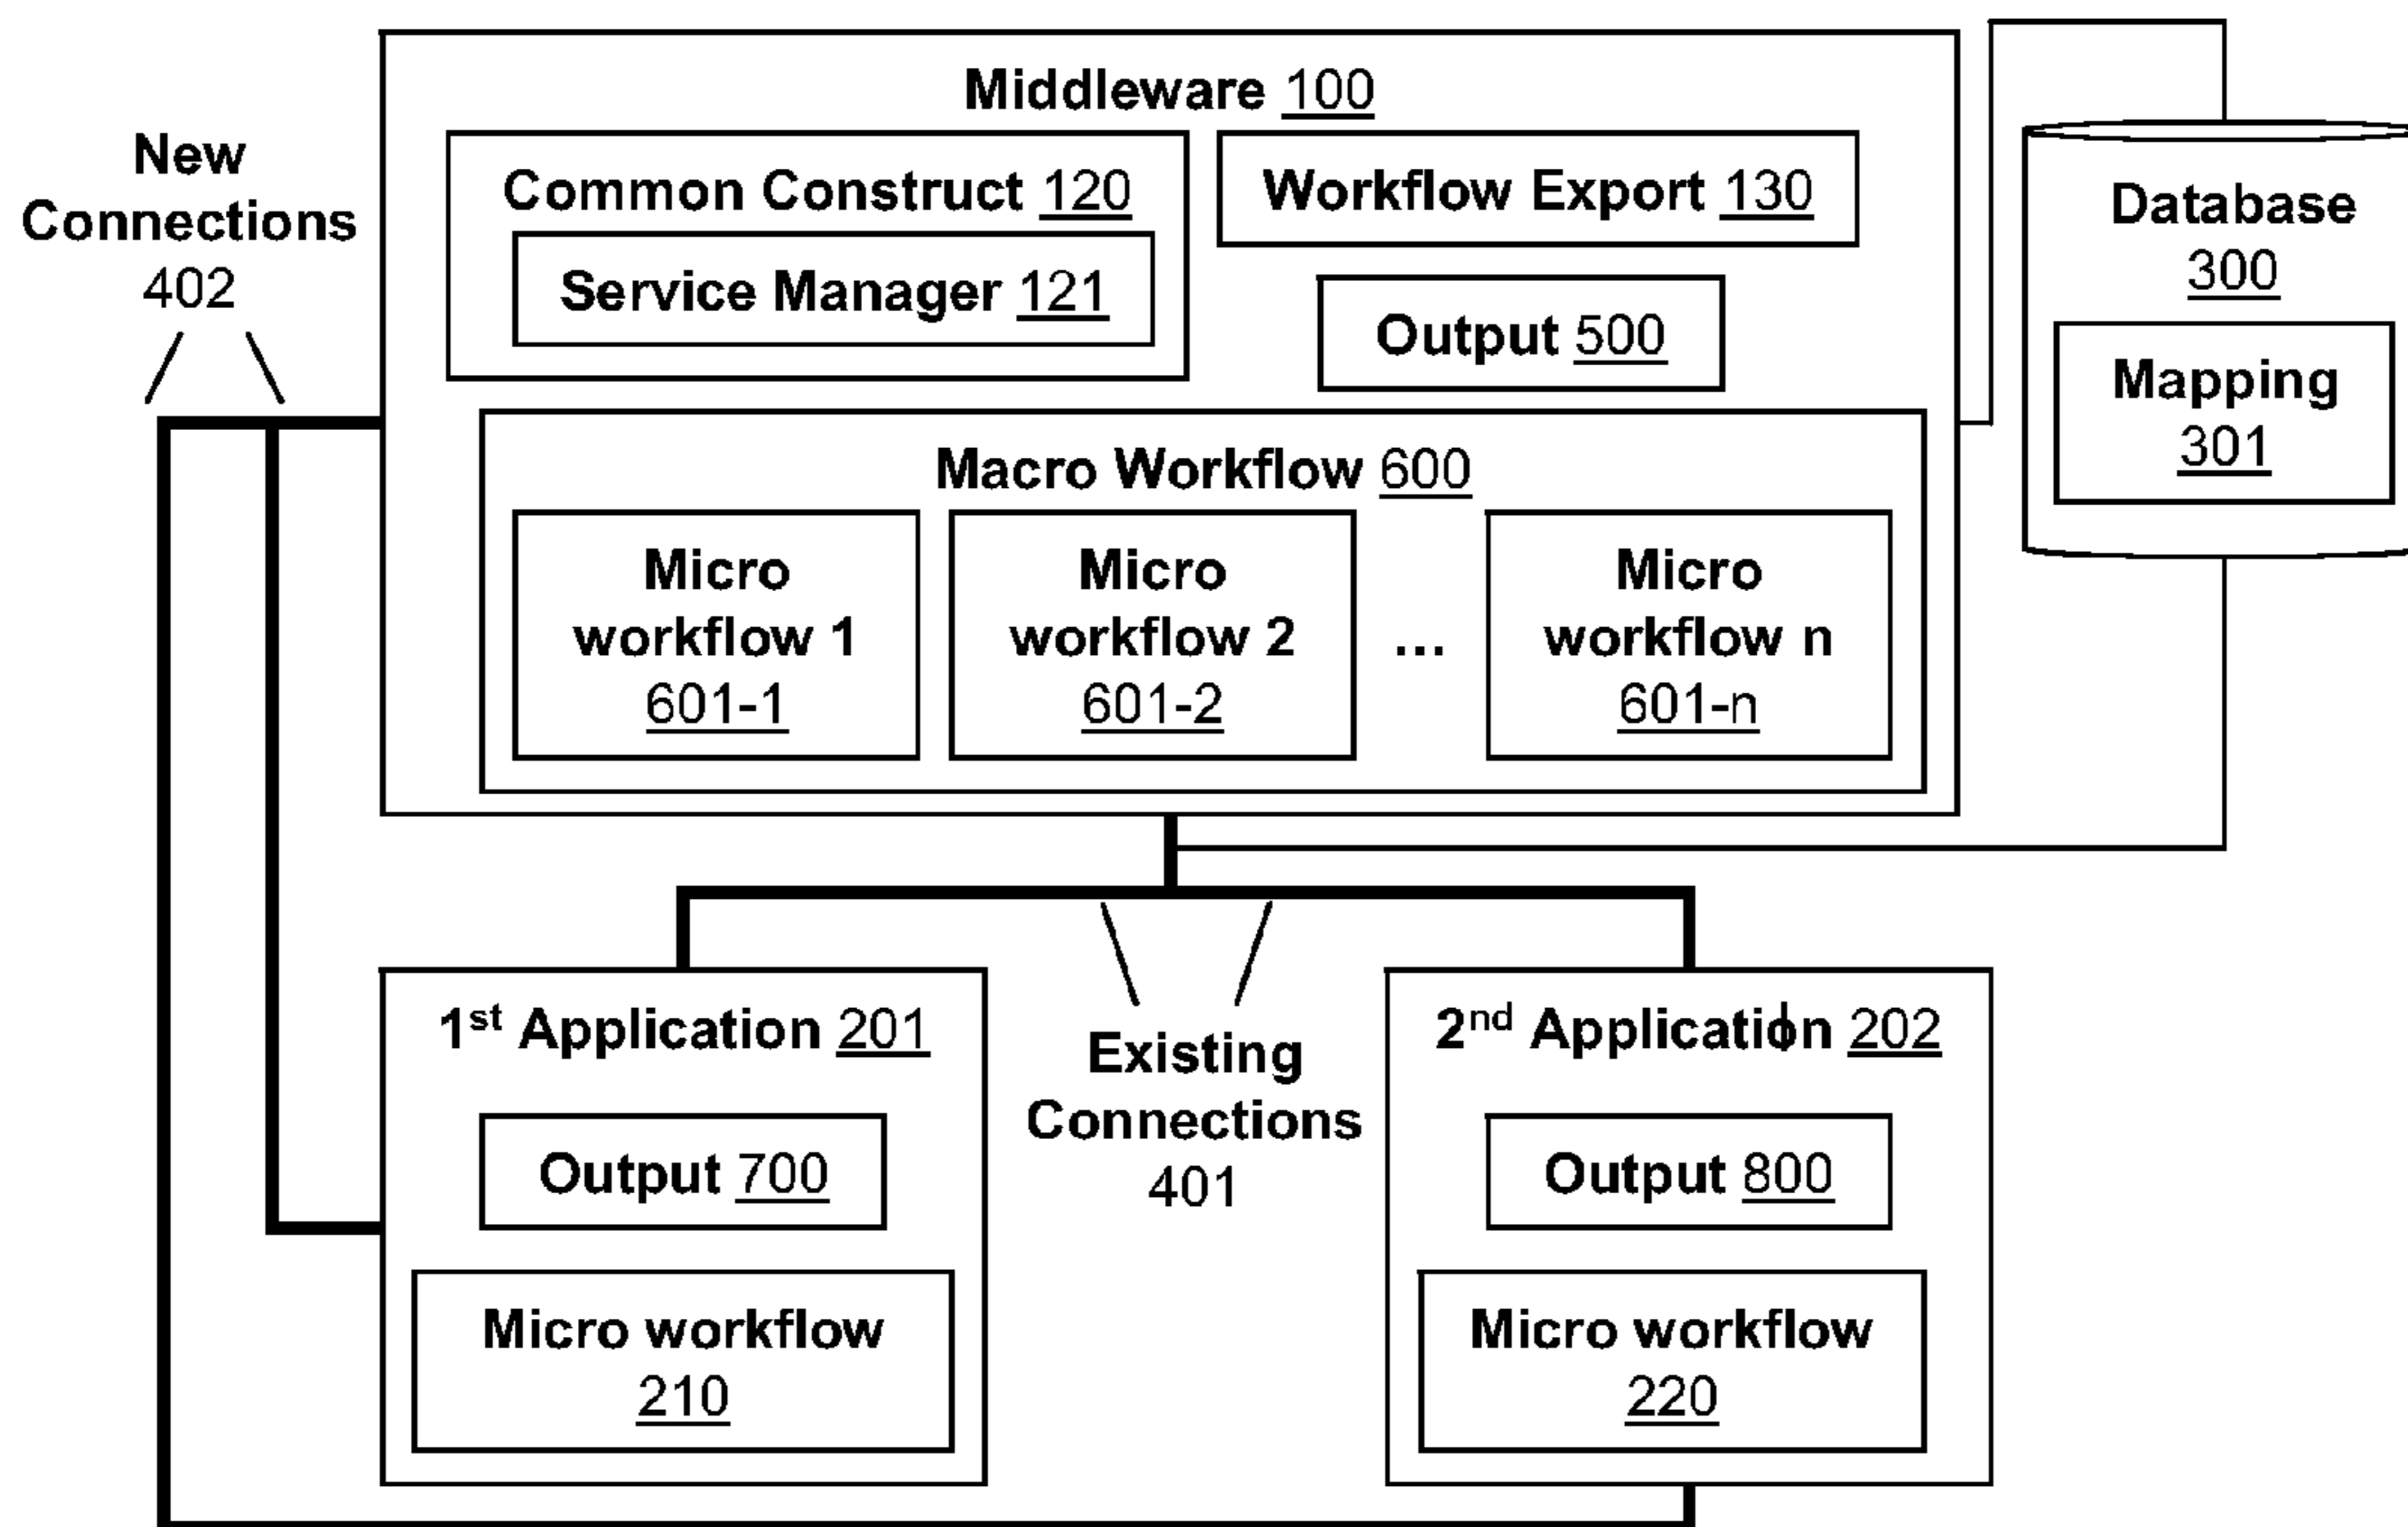 Middleware 100
New
Connections
402
Common Construct 120
Service Manager 121
Workflow Export 130
Output 500
Database
300
Mapping
301
Macro Workflow 600
Micro
workflow 1
601-1
Micro
workflow 2
601-2
...
Micro
workflow n
601-n
1st Application 201
Output 700
Micro workflow
210
Existing
Connections
401
2nd Application 202
Output 800
Micro workflow
220